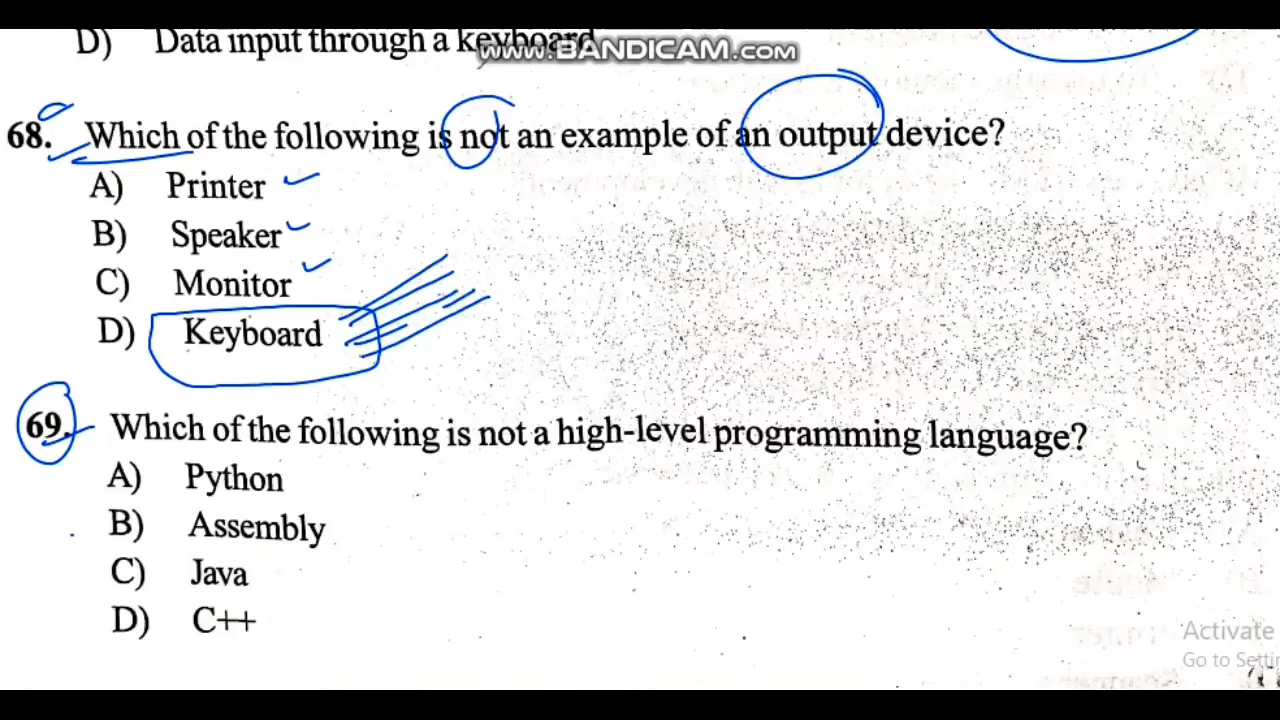 D) Data input through a keyboard
www.BANDICAM.com
68. Which of the following is not an example of an output device?
A) Printer
B) Speaker
C) Monitor
D) Keyboard
69. Which of the following is not a high-level programming language?
A) Python
B) Assembly
C) Java
D) C++
Activate
Go to Settin